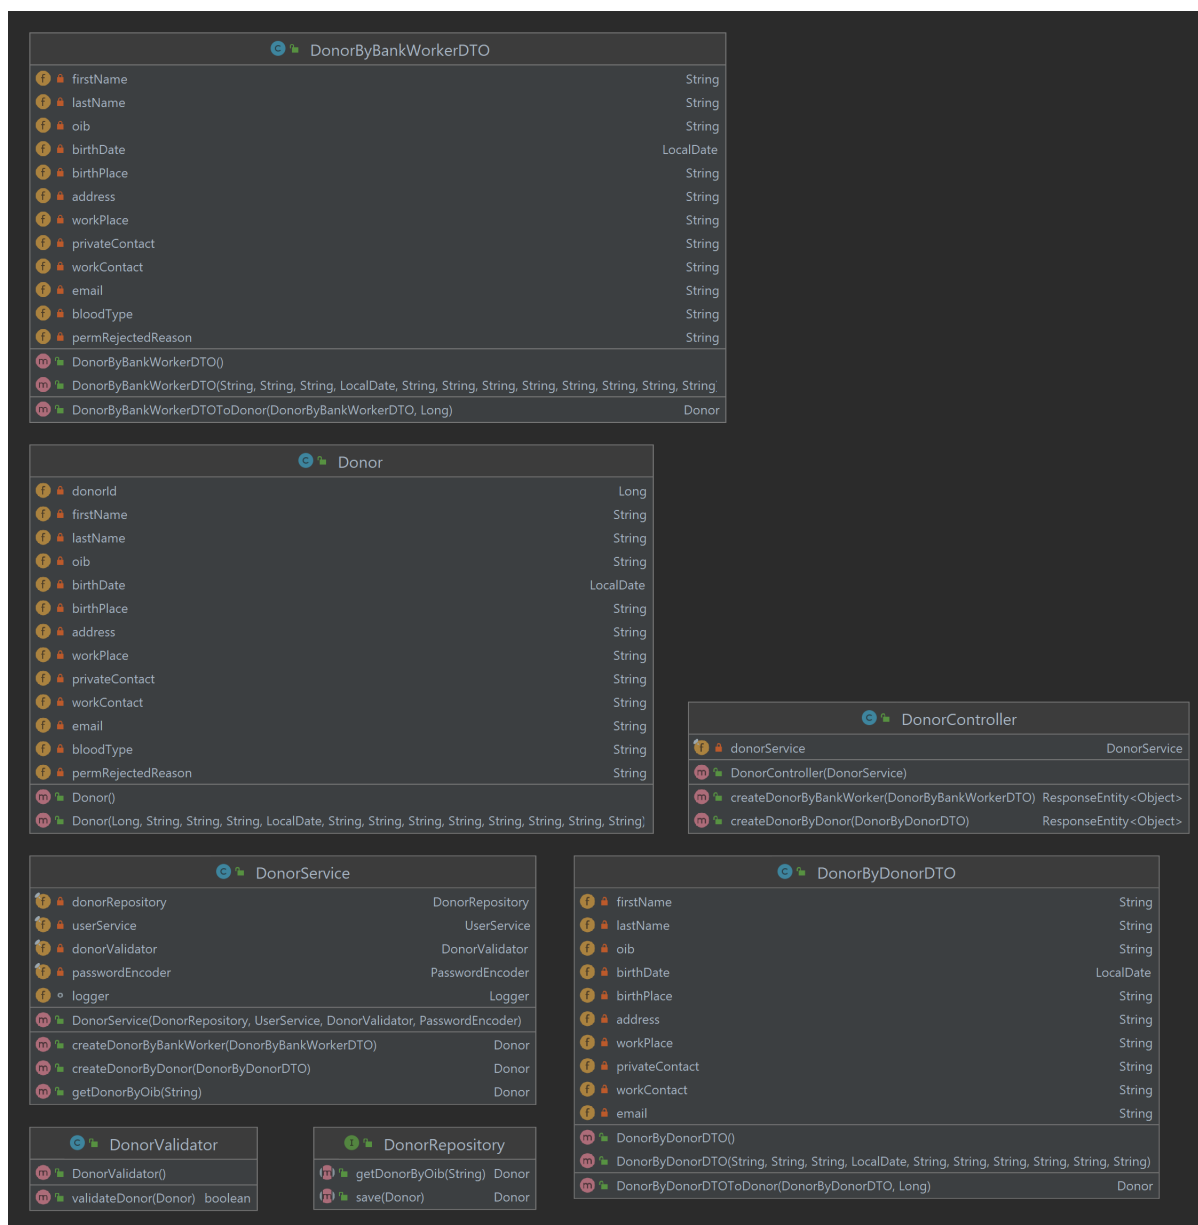 DonorByBankWorkerDTO
firstName String
lastName String
oib String
birthDate LocalDate
birthPlace String
address String
workPlace String
privateContact String
workContact String
email String
bloodType String
permRejectedReason String
DonorByBankWorkerDTO()
DonorByBankWorkerDTO(String, String, String, LocalDate, String, String, String, String, String, String, String, String)
DonorByBankWorkerDTOToDonor(DonorByBankWorkerDTO, Long) Donor
Donor
donorId Long
firstName String
lastName String
oib String
birthDate LocalDate
birthPlace String
address String
workPlace String
privateContact String
workContact String
email String
bloodType String
permRejectedReason String
Donor()
Donor(Long, String, String, String, LocalDate, String, String, String, String, String, String, String, String)
DonorController
donorService DonorService
DonorController(DonorService)
createDonorByBankWorker(DonorByBankWorkerDTO) ResponseEntity<Object>
createDonorByDonor(DonorByDonorDTO) ResponseEntity<Object>
DonorService
donorRepository DonorRepository
userService UserService
donorValidator DonorValidator
passwordEncoder PasswordEncoder
logger Logger
DonorService(DonorRepository, UserService, DonorValidator, PasswordEncoder)
createDonorByBankWorker(DonorByBankWorkerDTO) Donor
createDonorByDonor(DonorByDonorDTO) Donor
getDonorByOib(String) Donor
DonorByDonorDTO
firstName String
lastName String
oib String
birthDate LocalDate
birthPlace String
address String
workPlace String
privateContact String
workContact String
email String
DonorByDonorDTO()
DonorByDonorDTO(String, String, String, LocalDate, String, String, String, String, String, String)
DonorByDonorDTOToDonor(DonorByDonorDTO, Long) Donor
DonorValidator
DonorValidator()
validateDonor(Donor) boolean
DonorRepository
getDonorByOib(String) Donor
save(Donor) Donor